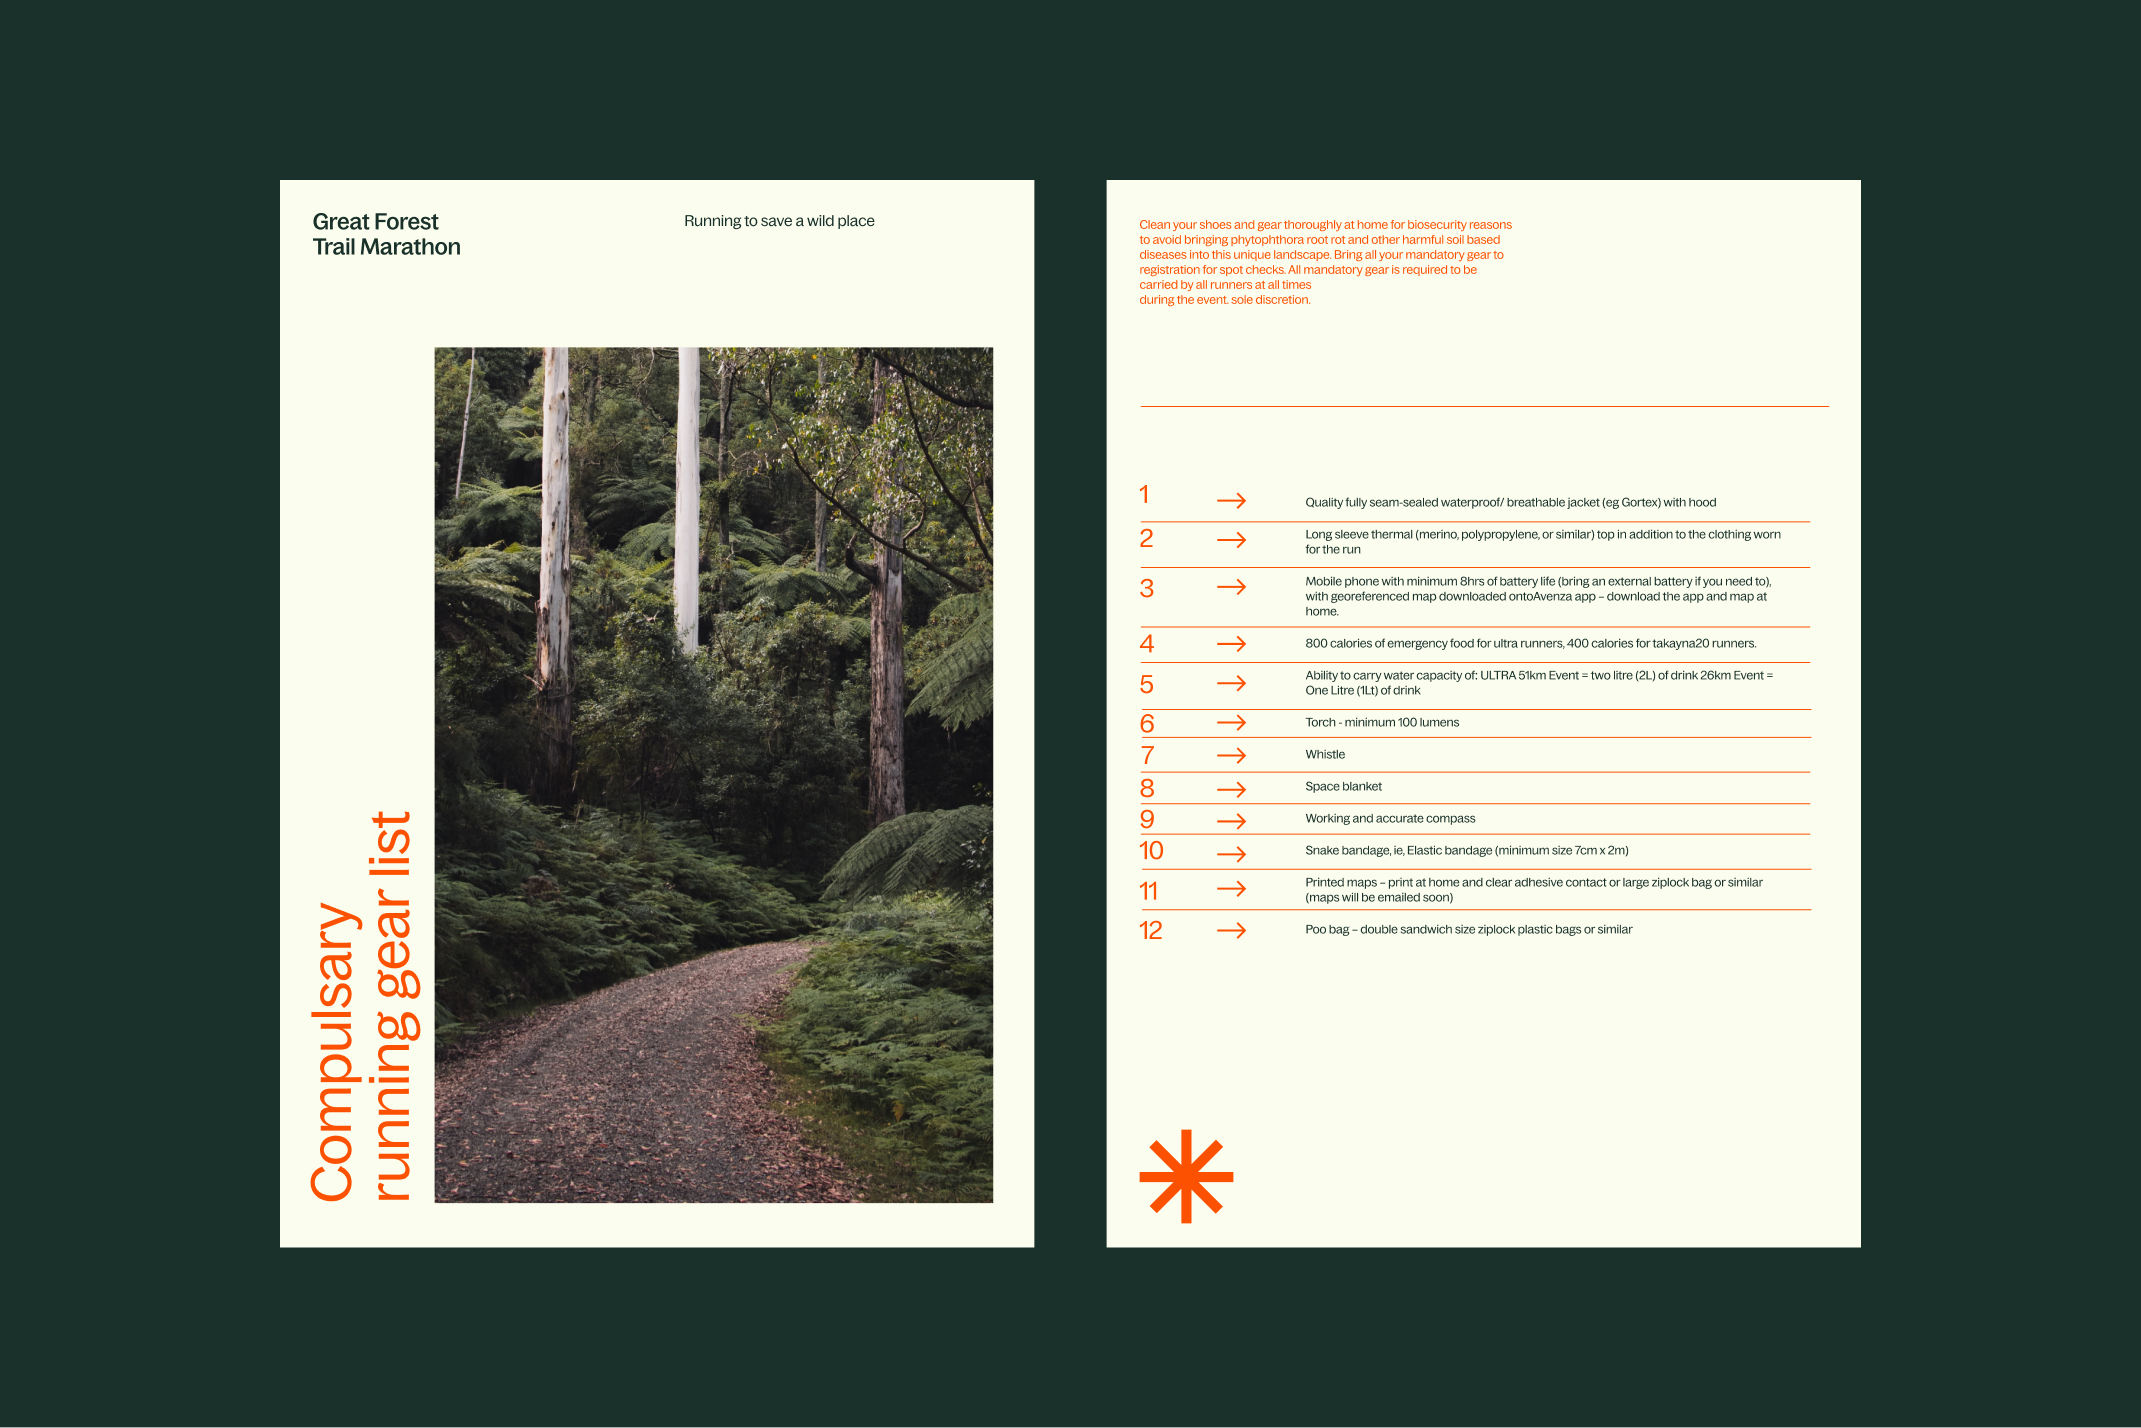 Great Forest
Trail Marathon
Running to save a wild place
Compulsary
running gear list
Clean your shoes and gear thoroughly at home for biosecurity reasons
to avoid bringing phytophthora root rot and other harmful soil based
diseases into this unique landscape. Bring all your mandatory gear to
registration for spot checks. All mandatory gear is required to be
carried by all runners at all times
during the event. sole discretion.
1 → Quality fully seam-sealed waterproof/ breathable jacket (eg Gortex) with hood
2 → Long sleeve thermal (merino, polypropylene, or similar) top in addition to the clothing worn
for the run
3 → Mobile phone with minimum 8hrs of battery life (bring an external battery if you need to),
with georeferenced map downloaded ontoAvenza app – download the app and map at
home.
4 → 800 calories of emergency food for ultra runners, 400 calories for takayna20 runners.
5 → Ability to carry water capacity of: ULTRA 51km Event = two litre (2L) of drink 26km Event =
One Litre (1Lt) of drink
6 → Torch - minimum 100 lumens
7 → Whistle
8 → Space blanket
9 → Working and accurate compass
10 → Snake bandage, ie, Elastic bandage (minimum size 7cm x 2m)
11 → Printed maps – print at home and clear adhesive contact or large ziplock bag or similar
(maps will be emailed soon)
12 → Poo bag – double sandwich size ziplock plastic bags or similar